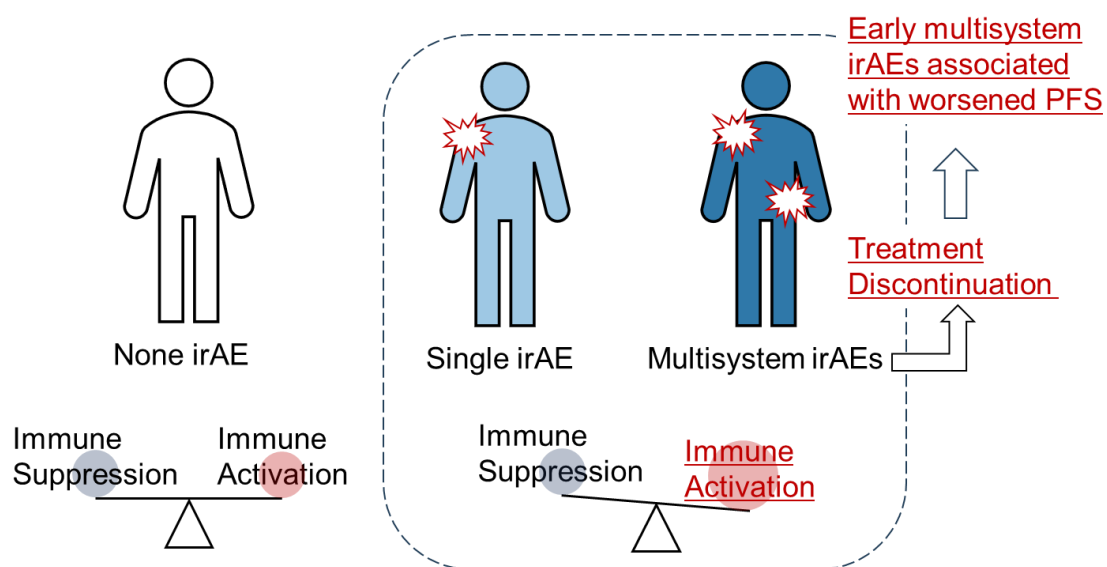 Early multisystem
irAEs associated
with worsened PFS
Treatment
Discontinuation
None irAE
Single irAE
Multisystem irAEs
Immune
Suppression
Immune
Activation
Immune
Suppression
Immune
Activation